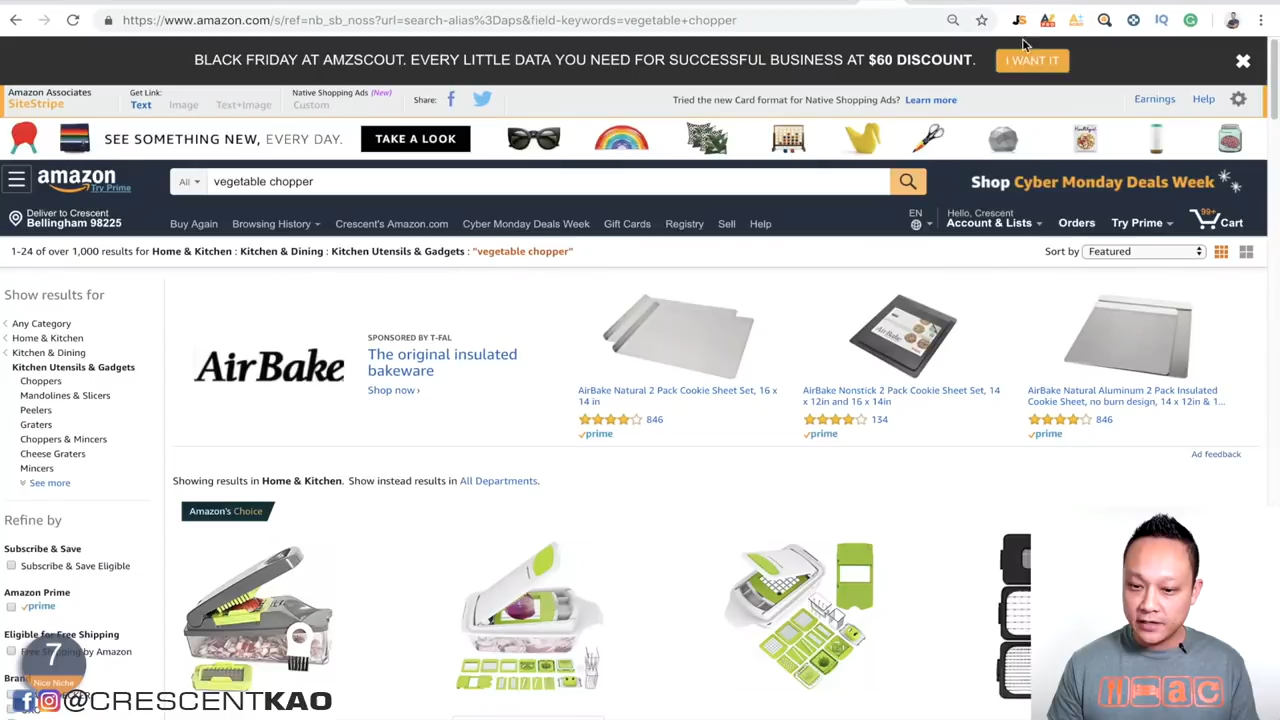 https://www.amazon.com/s/ref=nb_sb_noss?url=search-alias%3Daps&field-keywords=vegetable+chopper
JS
IQ
BLACK FRIDAY AT AMZSCOUT. EVERY LITTLE DATA YOU NEED FOR SUCCESSFUL BUSINESS AT $60 DISCOUNT.
I WANT IT
Amazon Associates
SiteStripe
Get Link:
Text
Image
Text+Image
Native Shopping Ads (New)
Custom
Share:
Tried the new Card format for Native Shopping Ads? Learn more
Earnings
Help
SEE SOMETHING NEW, EVERY DAY.
TAKE A LOOK
amazon
Try Prime
All
vegetable chopper
Shop Cyber Monday Deals Week
Deliver to Crescent
Bellingham 98225
Buy Again
Browsing History
Crescent's Amazon.com
Cyber Monday Deals Week
Gift Cards
Registry
Sell
Help
EN
Hello, Crescent
Account & Lists
Orders
Try Prime
99+
Cart
1-24 of over 1,000 results for Home & Kitchen : Kitchen & Dining : Kitchen Utensils & Gadgets : "vegetable chopper"
Sort by
Featured
Show results for
Any Category
Home & Kitchen
Kitchen & Dining
Kitchen Utensils & Gadgets
Choppers
Mandolines & Slicers
Peelers
Graters
Choppers & Mincers
Cheese Graters
Mincers
See more
AirBake
SPONSORED BY T-FAL
The original insulated
bakeware
Shop now ›
AirBake
AirBake Natural 2 Pack Cookie Sheet Set, 16 x
14 in
846
prime
AirBake Nonstick 2 Pack Cookie Sheet Set, 14
x 12in and 16 x 14in
134
prime
AirBake Natural Aluminum 2 Pack Insulated
Cookie Sheet, no burn design, 14 x 12in & 1...
846
prime
Ad feedback
Showing results in Home & Kitchen. Show instead results in All Departments.
Amazon's Choice
Refine by
Subscribe & Save
Subscribe & Save Eligible
Amazon Prime
prime
Eligible for Free Shipping
Free Shipping by Amazon
7
Nice Niche
@CRESCENTKAO